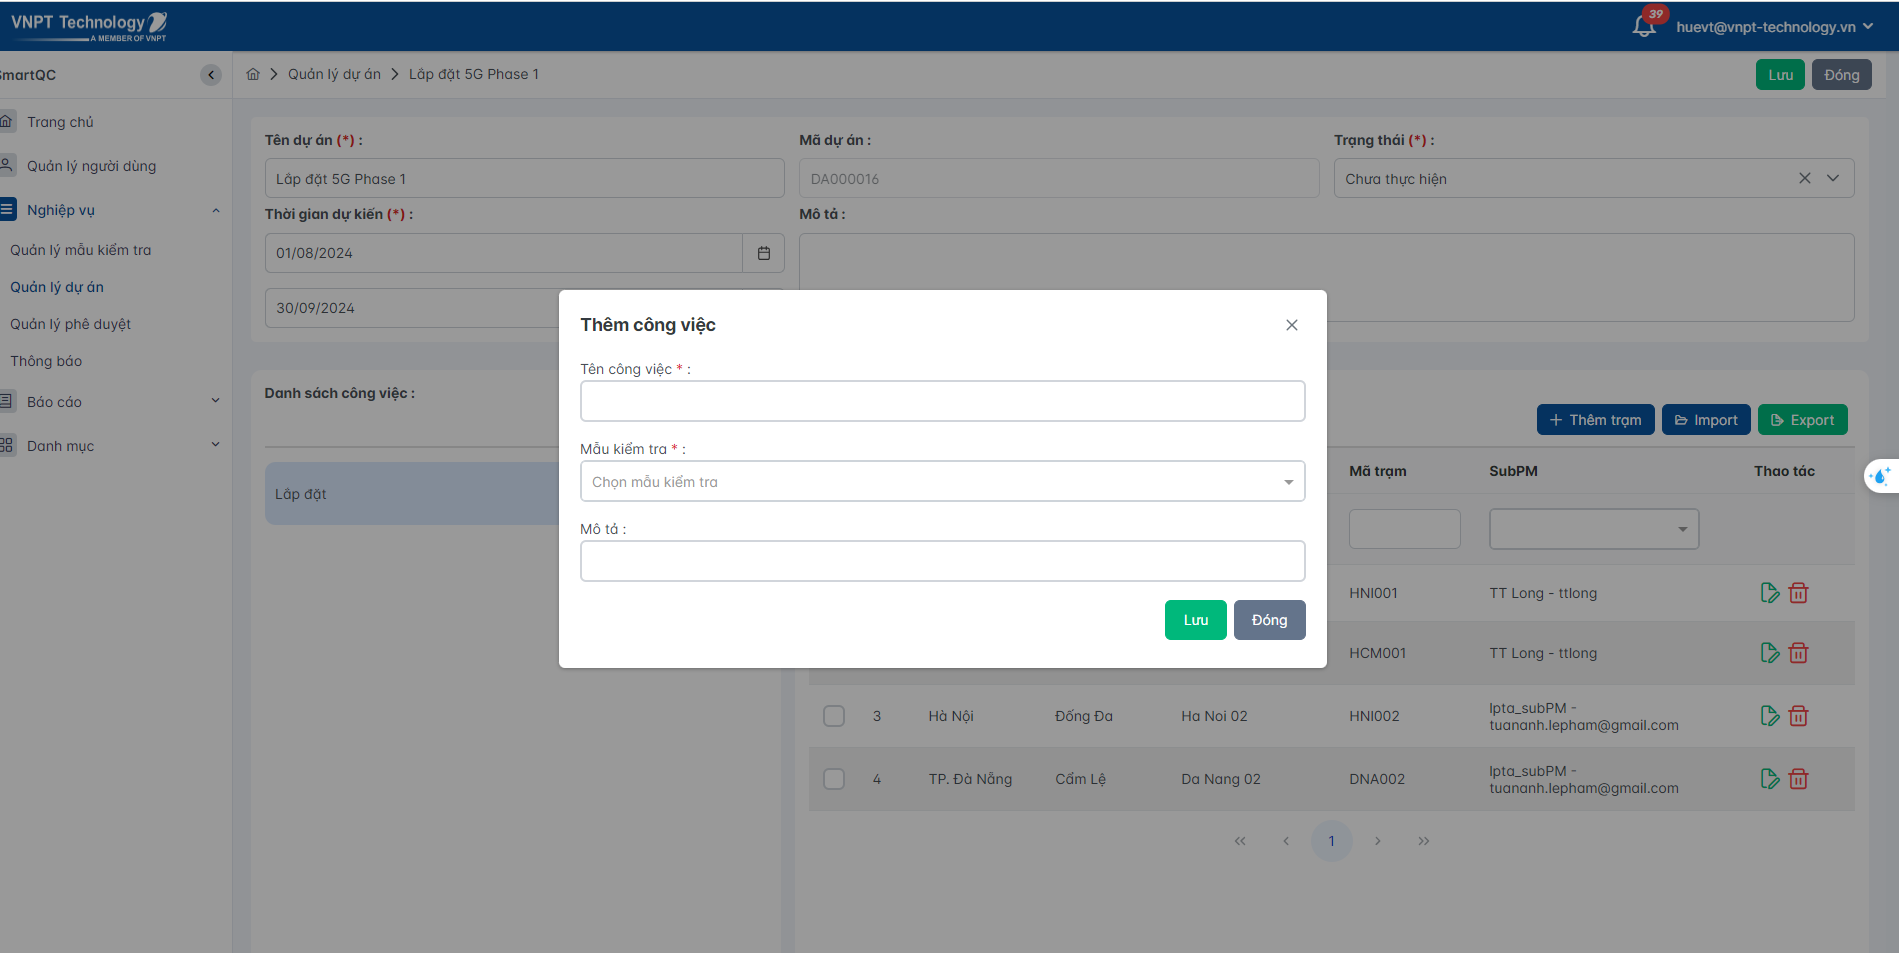 VNPT Technology
A MEMBER OF VNPT
39
huevt@vnpt-technology.vn
SmartQC
Quản lý dự án
Lắp đặt 5G Phase 1
Lưu
Đóng
Trang chủ
Quản lý người dùng
Nghiệp vụ
Quản lý mẫu kiểm tra
Quản lý dự án
Quản lý phê duyệt
Thông báo
Báo cáo
Danh mục
Tên dự án (*) :
Mã dự án :
Trạng thái (*) :
Lắp đặt 5G Phase 1
DA000016
Chưa thực hiện
Thời gian dự kiến (*) :
Mô tả :
01/08/2024
30/09/2024
Thêm công việc
Tên công việc * :
Mẫu kiểm tra * :
Chọn mẫu kiểm tra
Mô tả :
Lưu
Đóng
Danh sách công việc :
Lắp đặt
Thêm trạm
Import
Export
Mã trạm
SubPM
Thao tác
HNI001
TT Long - ttlong
HCM001
TT Long - ttlong
3
Hà Nội
Đống Đa
Ha Noi 02
HNI002
lpta_subPM -
tuananh.lepham@gmail.com
4
TP. Đà Nẵng
Cẩm Lệ
Da Nang 02
DNA002
lpta_subPM -
tuananh.lepham@gmail.com
1